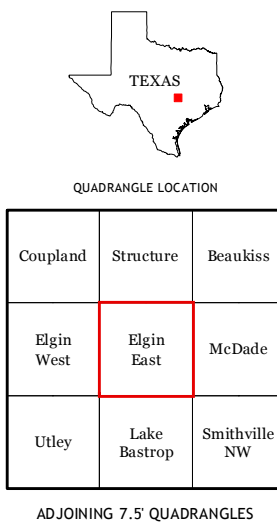 TEXAS
QUADRANGLE LOCATION
Coupland
Structure
Beaukiss
Elgin
West
Elgin
East
McDade
Utley
Lake
Bastrop
Smithville
NW
ADJOINING 7.5' QUADRANGLES